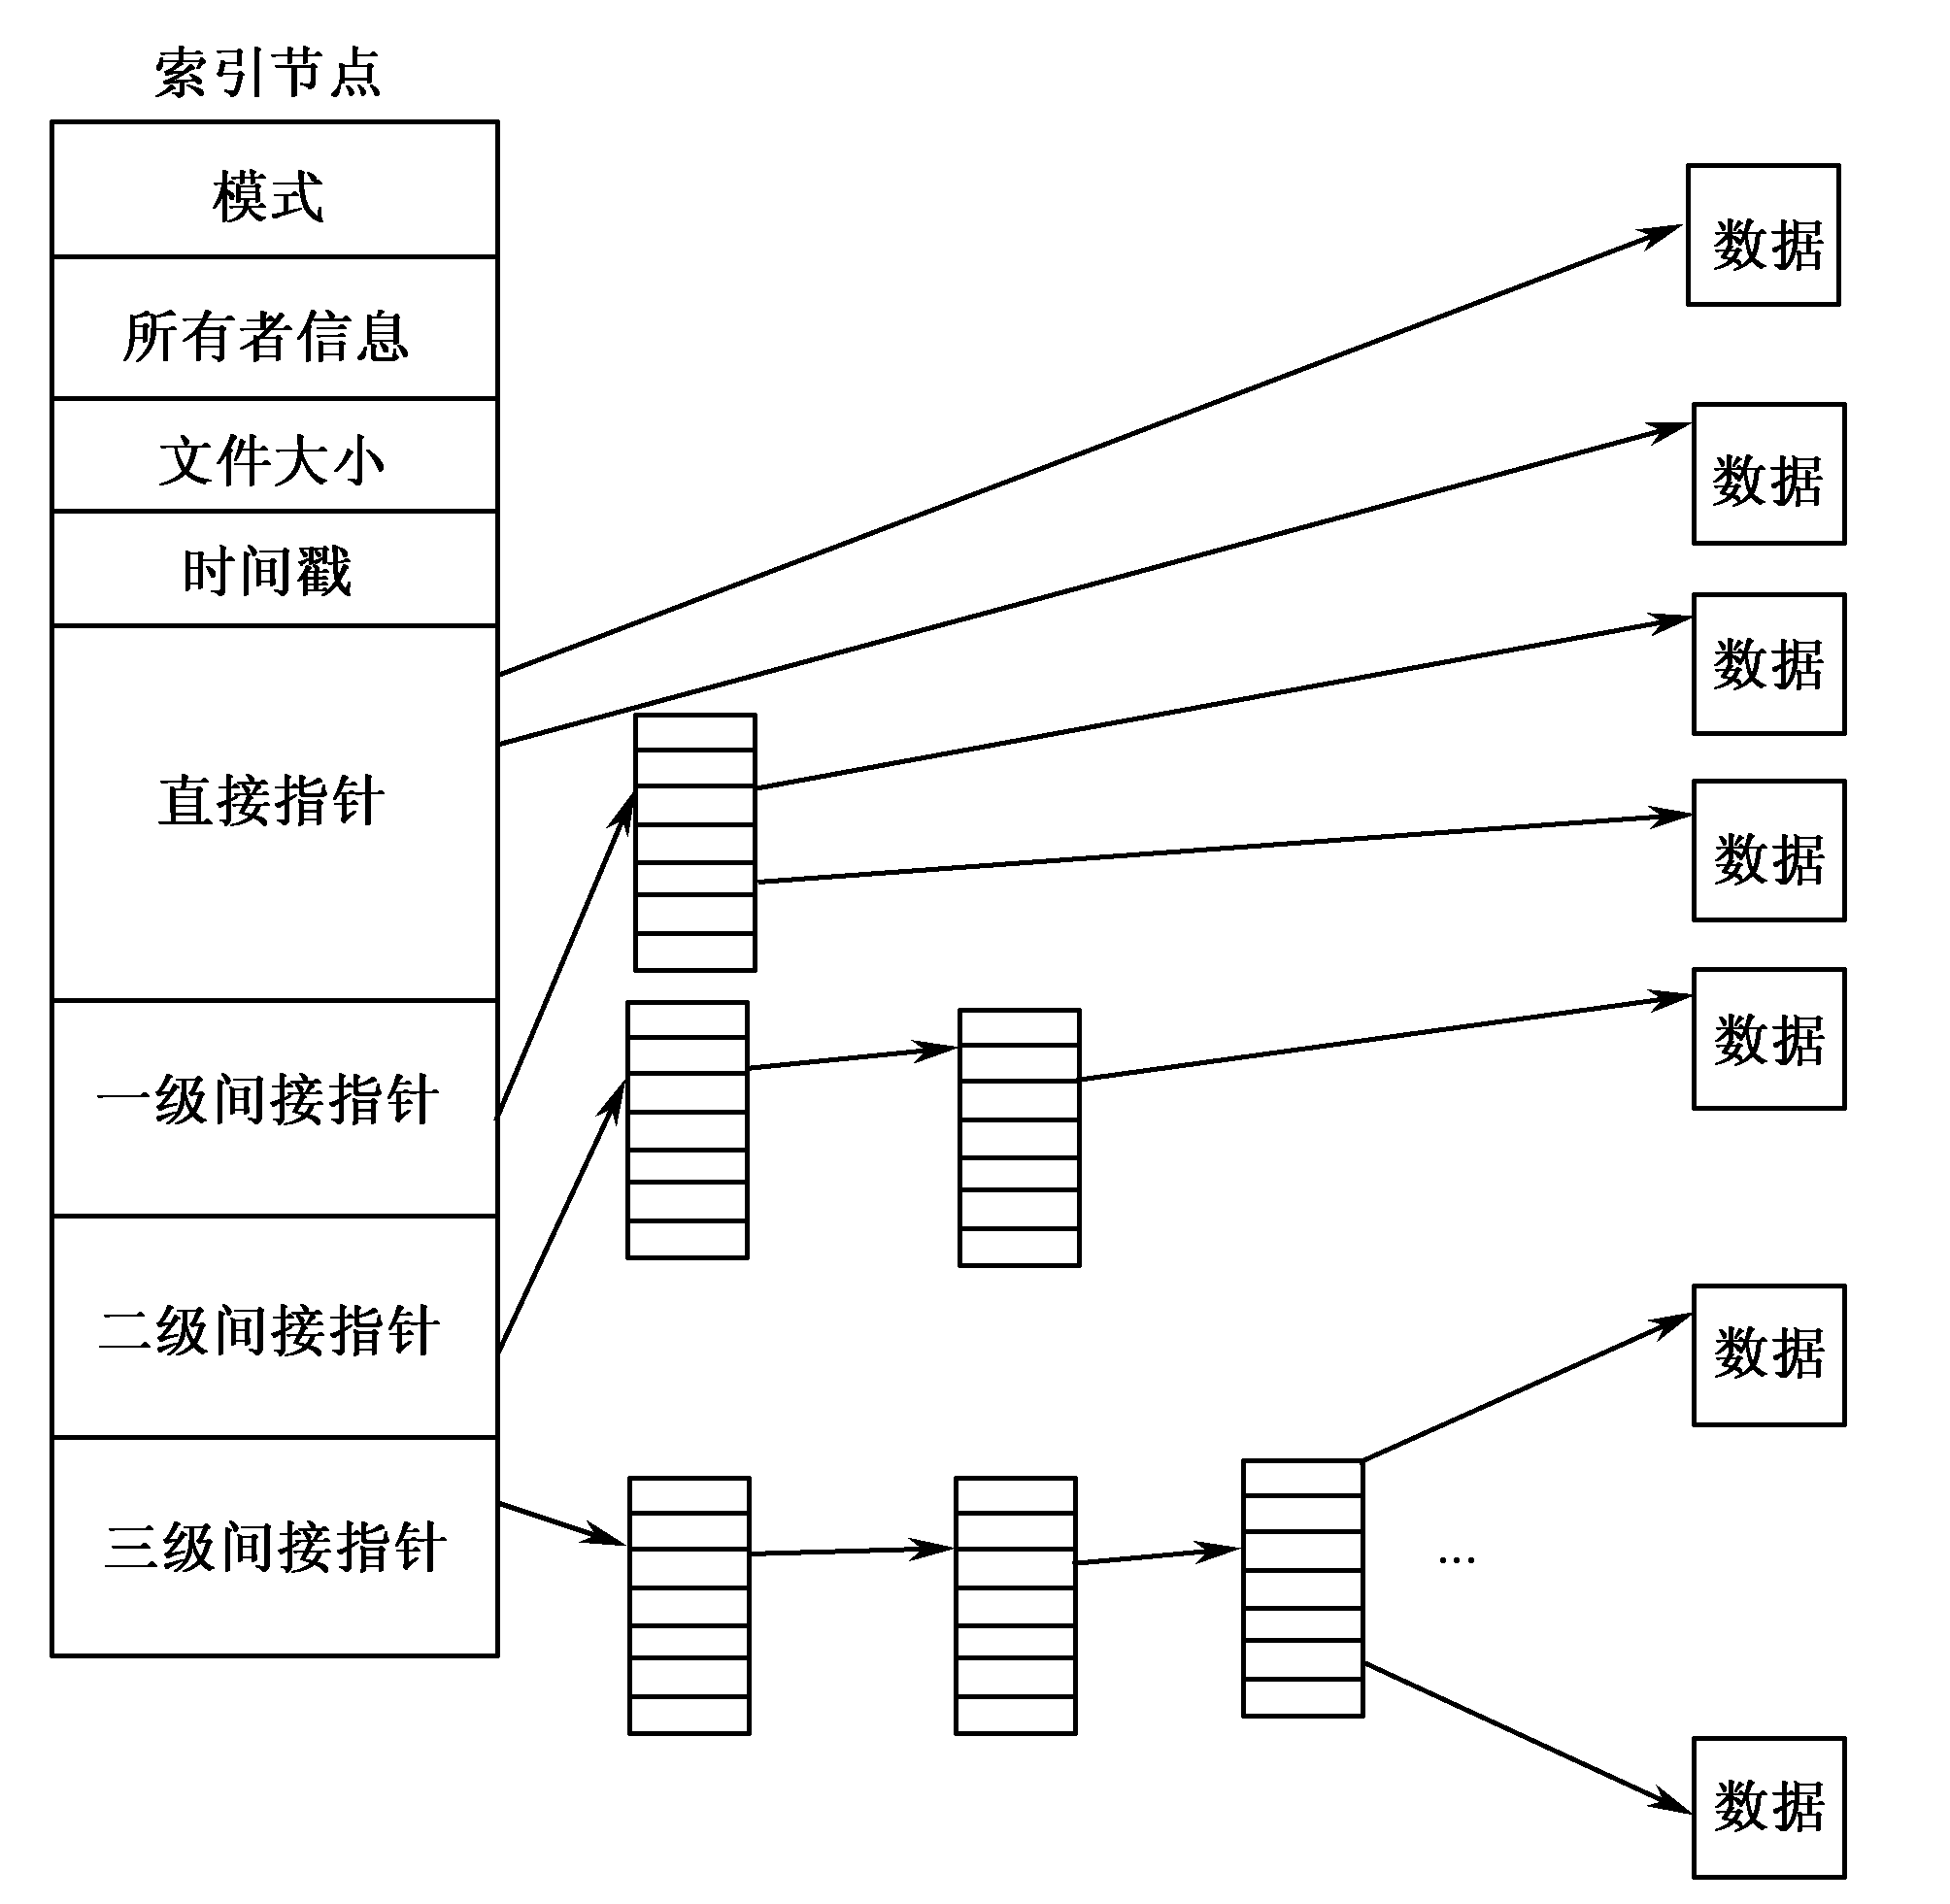 索引节点
模式
所有者信息
文件大小
时间戳
直接指针
一级间接指针
二级间接指针
三级间接指针
数据
数据
数据
数据
数据
数据
...
数据